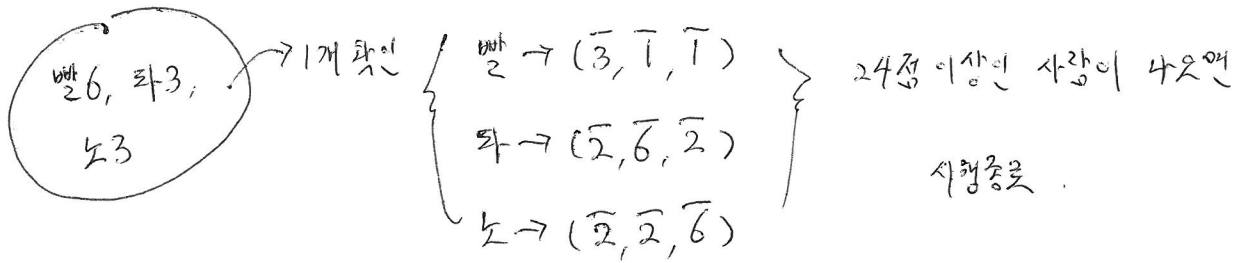 빨6, 파3,
노3
→ 1개 확인
빨 → (3, 1, 1)
파 → (2, 6, 2)
노 → (2, 2, 6)
24점 이상인 사람이 나오면
시행종료.